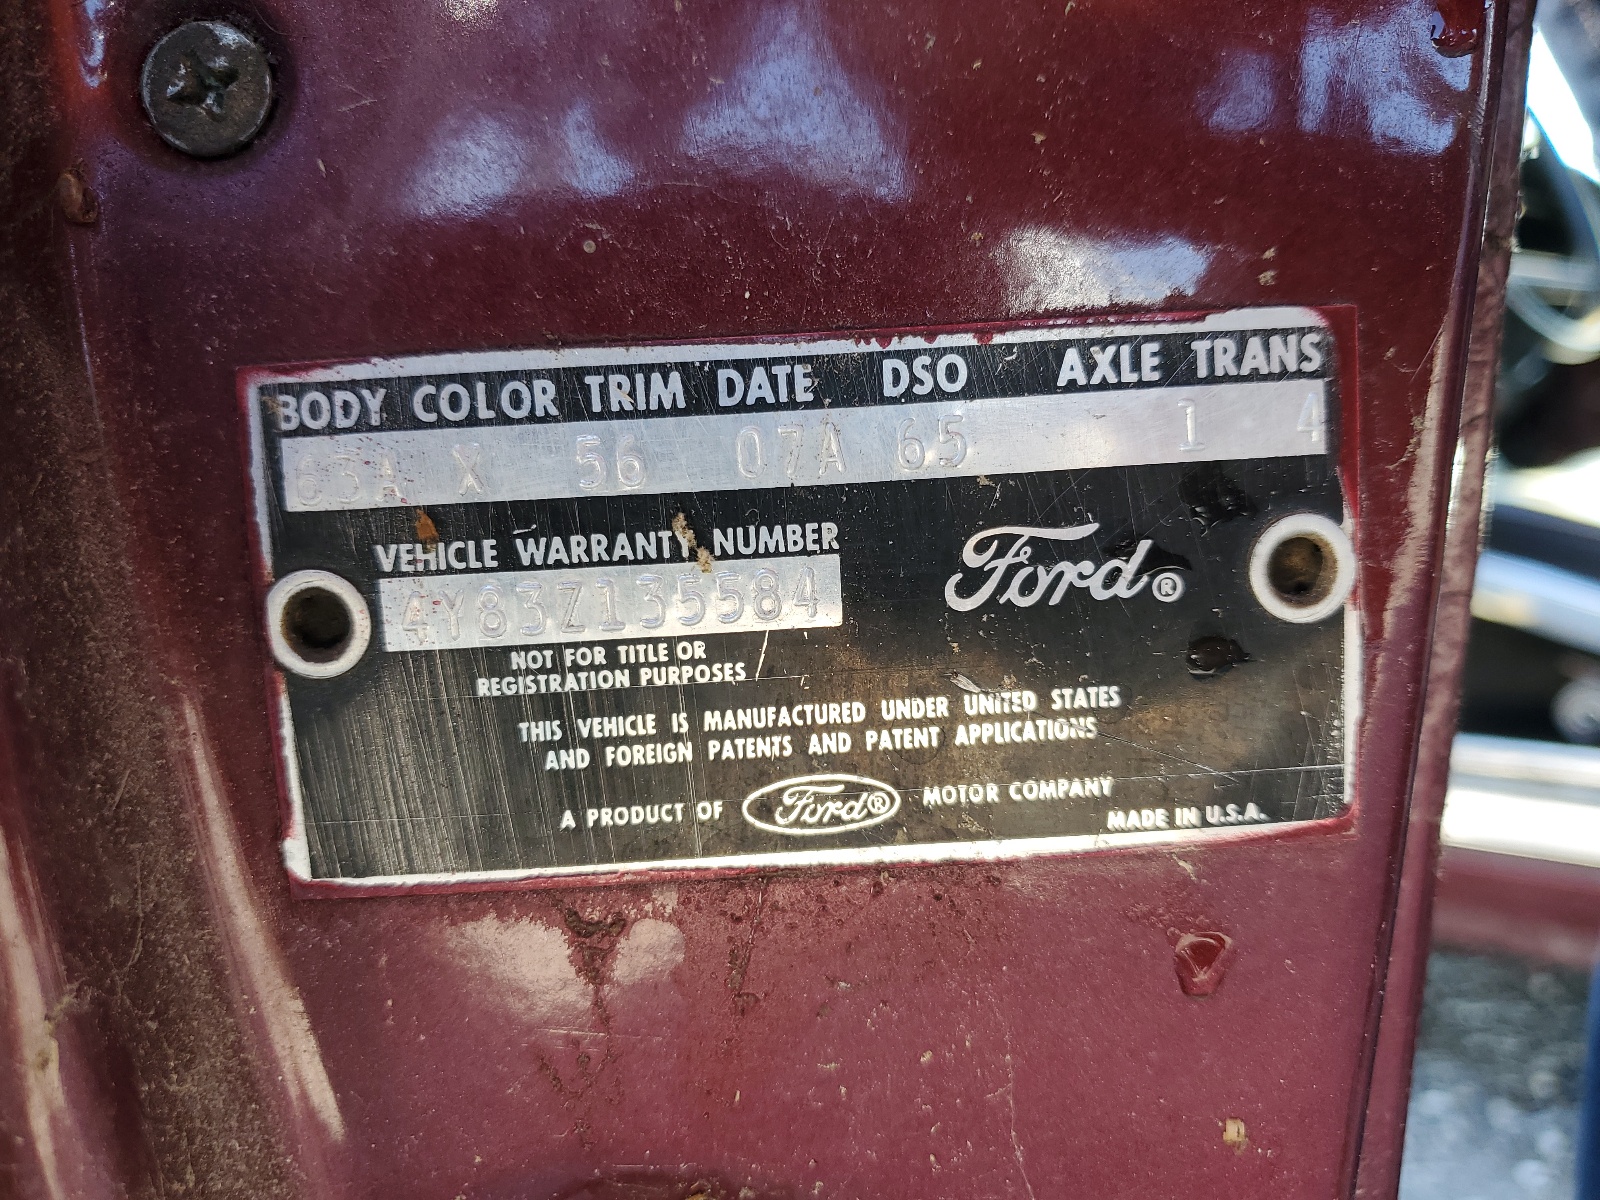 BODY COLOR TRIM DATE DSO AXLE TRANS
63A X 56 07A 65 1 4
VEHICLE WARRANTY NUMBER
4Y83Z135584
Ford®
NOT FOR TITLE OR
REGISTRATION PURPOSES
THIS VEHICLE IS MANUFACTURED UNDER UNITED STATES
AND FOREIGN PATENTS AND PATENT APPLICATIONS
A PRODUCT OF Ford® MOTOR COMPANY
MADE IN U.S.A.